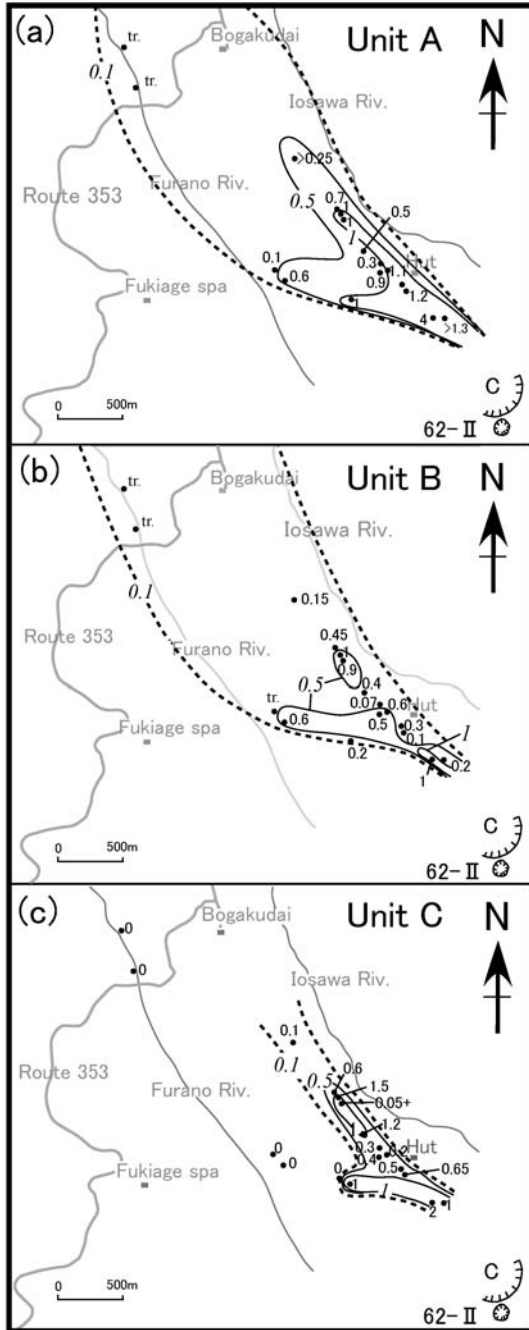 (a)
Unit A
N
tr.
Bogakudai
0.1
tr.
Iosawa Riv.
>0.25
Route 353
Furano Riv.
0.5
0.7
1
1
1
0.5
0.1
0.3
Hut
1.1
0.6
0.9
1.2
Fukiage spa
1
4
>1.3
C
0
500m
62-Ⅱ
(b)
Unit B
N
tr.
Bogakudai
tr.
Iosawa Riv.
0.1
0.15
Route 353
Furano Riv.
0.45
1
0.9
0.5
0.4
0.07
0.6
Hut
tr.
0.6
0.5
0.3
0.1
1
Fukiage spa
0.2
0.2
1
C
0
500m
62-Ⅱ
(c)
Unit C
N
0
Bogakudai
0
Iosawa Riv.
0.1
0.1
0.6
Route 353
0.5
1.5
0.05+
Furano Riv.
1
1.2
0.3
Hut
0
0.4
0
0.5
0.65
Fukiage spa
0
1
1
2
1
C
0
500m
62-Ⅱ